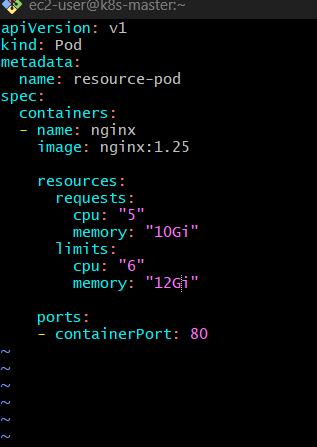 ec2-user@k8s-master:~
apiVersion: v1
kind: Pod
metadata:
  name: resource-pod
spec:
  containers:
  - name: nginx
    image: nginx:1.25

    resources:
      requests:
        cpu: "5"
        memory: "10Gi"
      limits:
        cpu: "6"
        memory: "12Gi"

    ports:
    - containerPort: 80
~
~
~
~
~
~